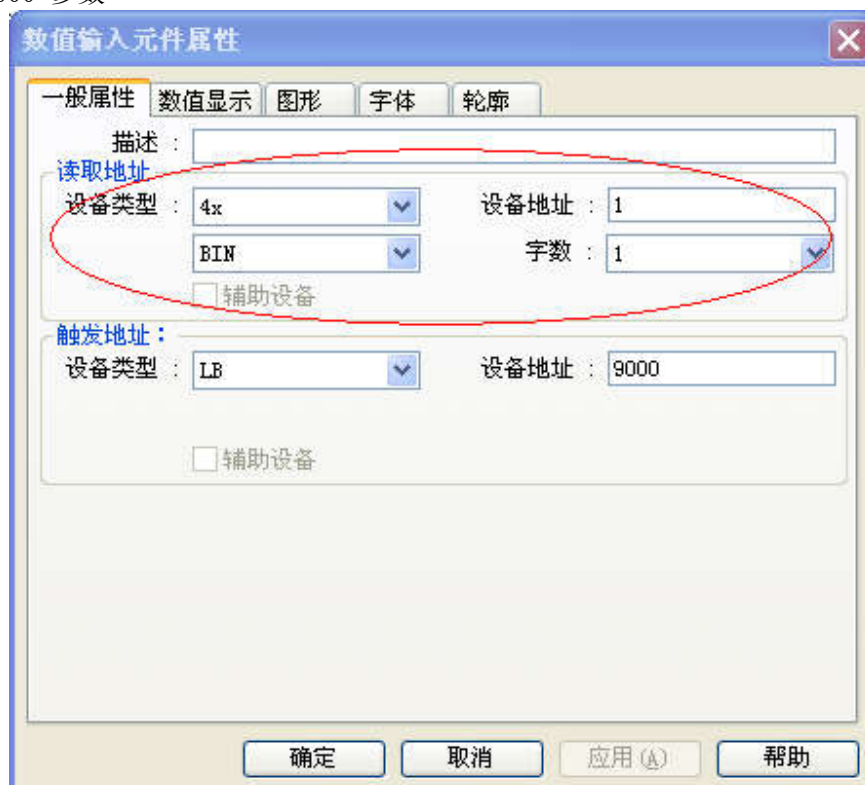 数值输入元件属性
一般属性 数值显示 图形 字体 轮廓
描述 :
读取地址
设备类型 : 4x 设备地址 : 1
BIN 字数 : 1
辅助设备
触发地址：
设备类型 : LB 设备地址 : 9000
辅助设备
确定 取消 应用(A) 帮助